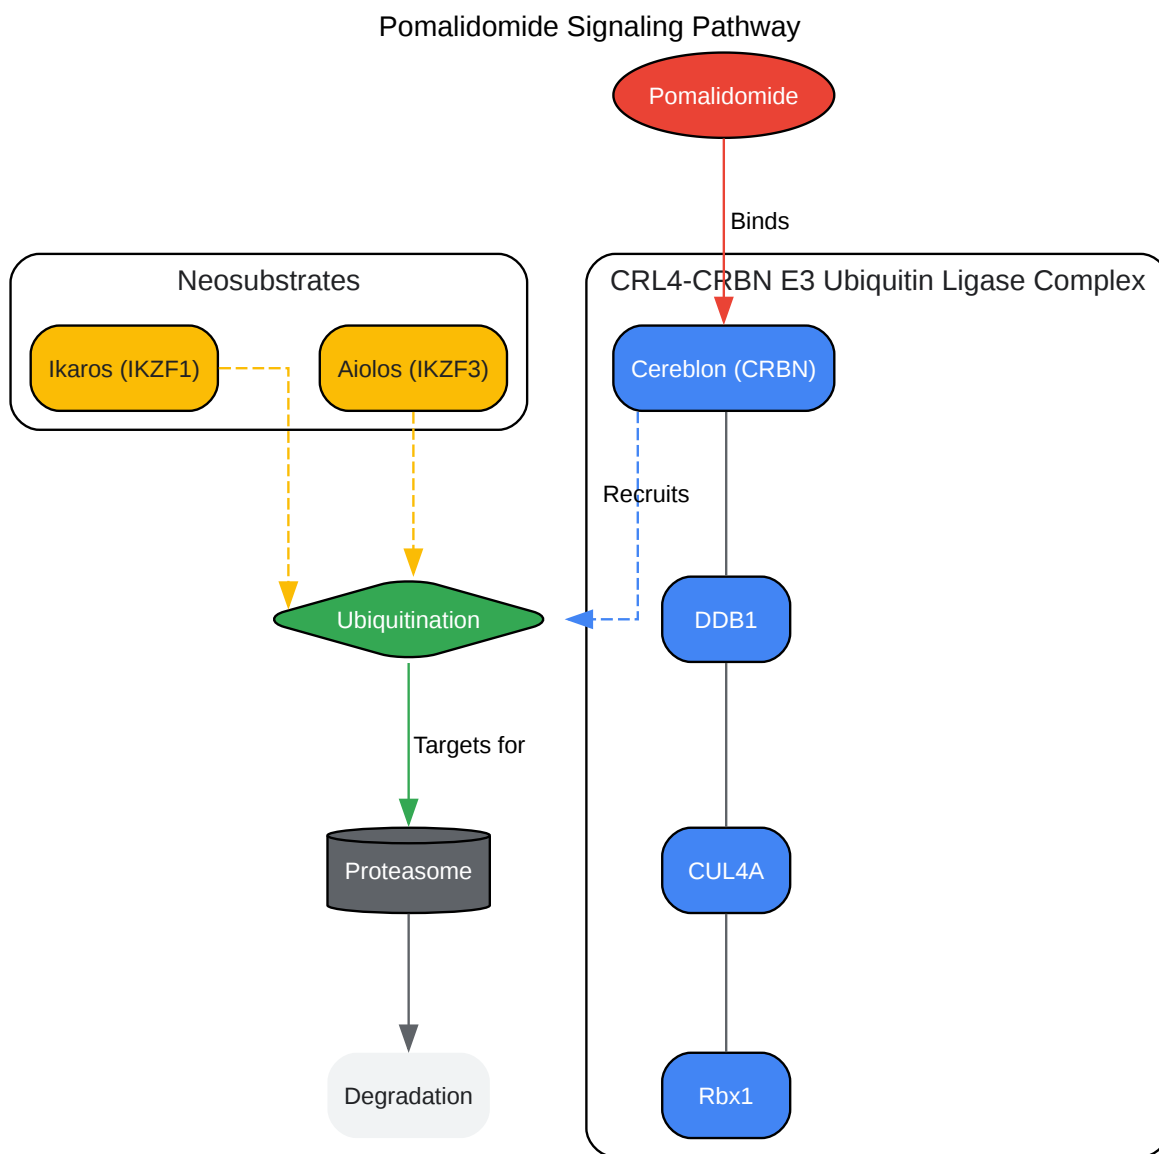 Pomalidomide Signaling Pathway
Pomalidomide
Binds
Neosubstrates
CRL4-CRBN E3 Ubiquitin Ligase Complex
Ikaros (IKZF1)
Aiolos (IKZF3)
Cereblon (CRBN)
Recruits
Ubiquitination
DDB1
Targets for
Proteasome
CUL4A
Degradation
Rbx1